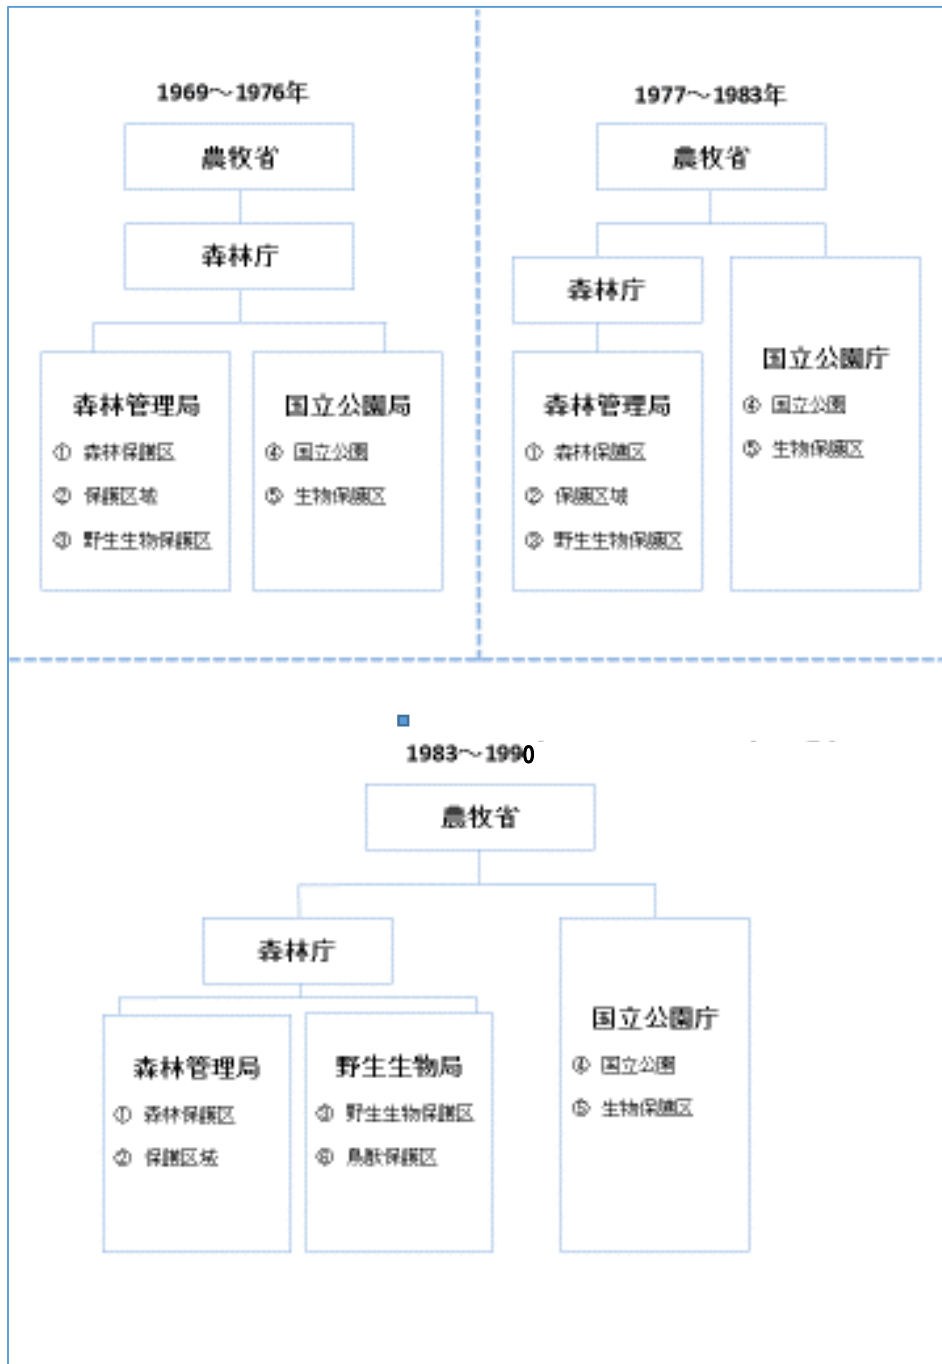 1969～1976年
農牧省
森林庁
森林管理局
① 森林保護区
② 保護区域
③ 野生生物保護区
国立公園局
④ 国立公園
⑤ 生物保護区
1977～1983年
農牧省
森林庁
森林管理局
① 森林保護区
② 保護区域
③ 野生生物保護区
国立公園庁
④ 国立公園
⑤ 生物保護区
1983～1990
農牧省
森林庁
森林管理局
① 森林保護区
② 保護区域
野生生物局
③ 野生生物保護区
⑥ 鳥獣保護区
国立公園庁
④ 国立公園
⑤ 生物保護区